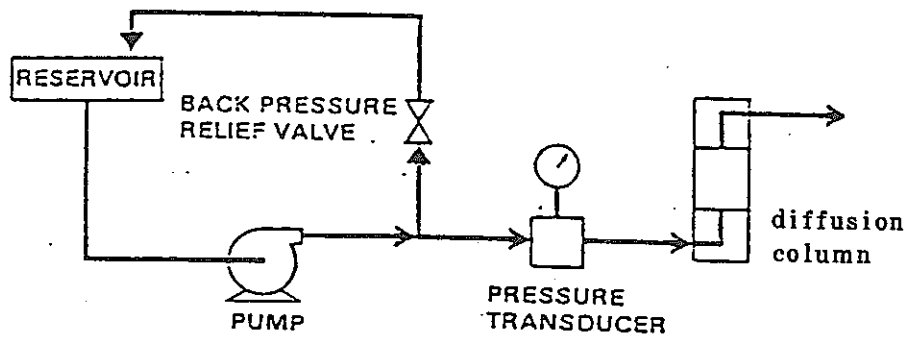 RESERVOIR
BACK PRESSURE
RELIEF VALVE
diffusion
column
PUMP
PRESSURE
TRANSDUCER